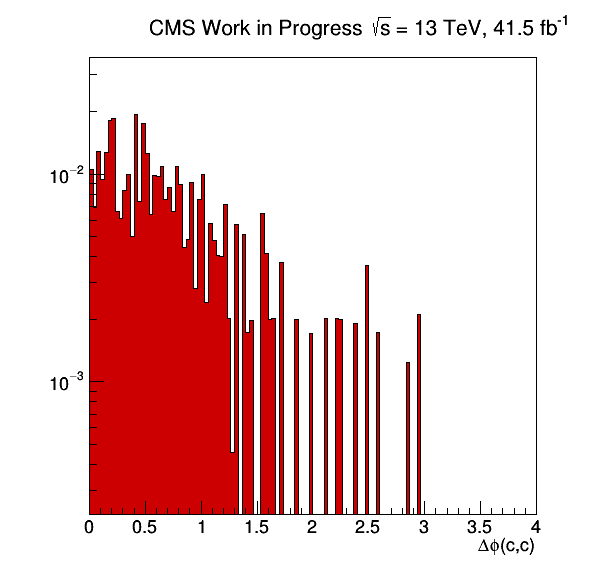 CMS Work in Progress √s = 13 TeV, 41.5 fb⁻¹
10⁻²
10⁻³
0 0.5 1 1.5 2 2.5 3 3.5 4
Δϕ(c,c)